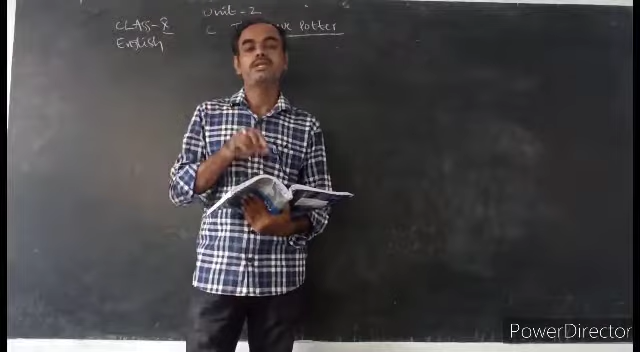 CLASS-8
English
Unit-2
C
Potter
PowerDirector